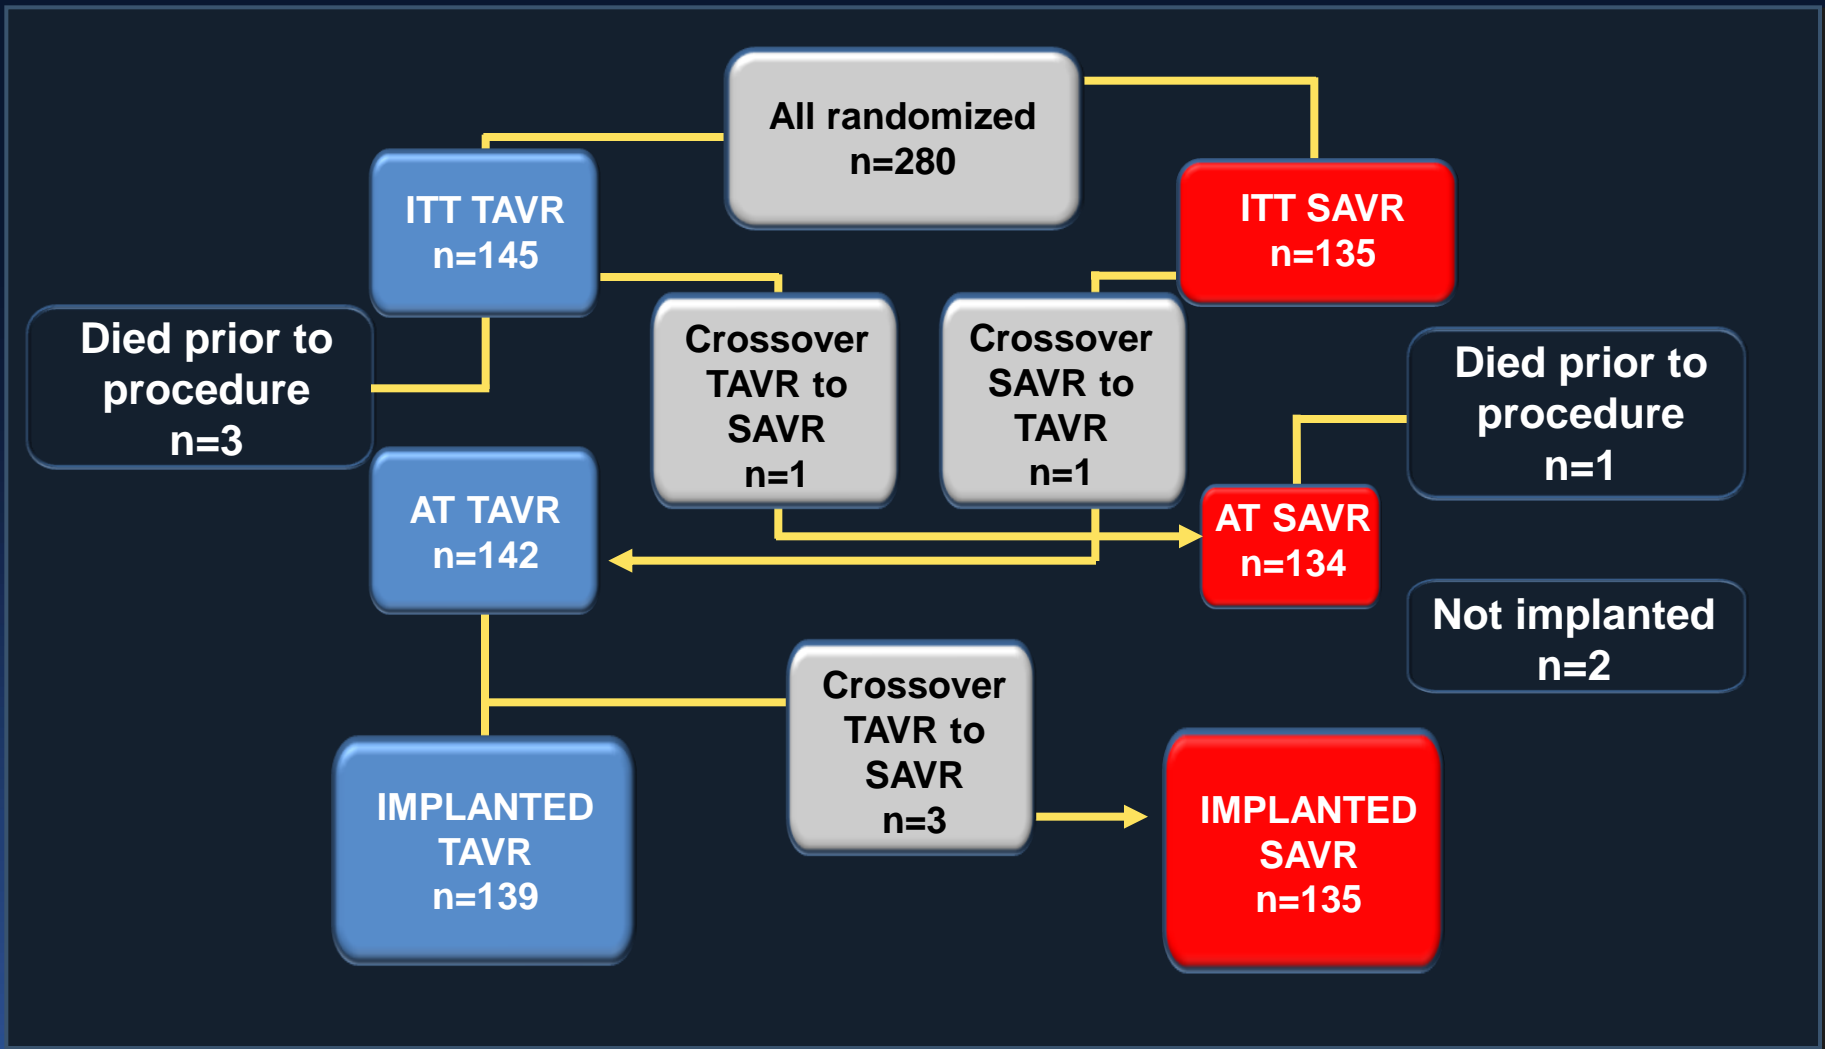 All randomized
n=280
ITT TAVR
n=145
ITT SAVR
n=135
Died prior to
procedure
n=3
Crossover
TAVR to
SAVR
n=1
Crossover
SAVR to
TAVR
n=1
Died prior to
procedure
n=1
AT TAVR
n=142
AT SAVR
n=134
Not implanted
n=2
Crossover
TAVR to
SAVR
n=3
IMPLANTED
TAVR
n=139
IMPLANTED
SAVR
n=135